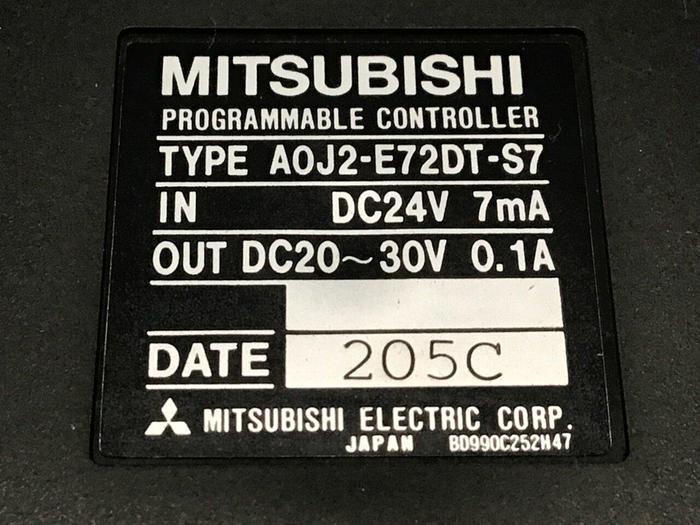 MITSUBISHI
PROGRAMMABLE CONTROLLER
TYPE A0J2-E72DT-S7
IN DC24V 7mA
OUT DC20~30V 0.1A
DATE 205C
MITSUBISHI ELECTRIC CORP.
JAPAN BD990C252H47